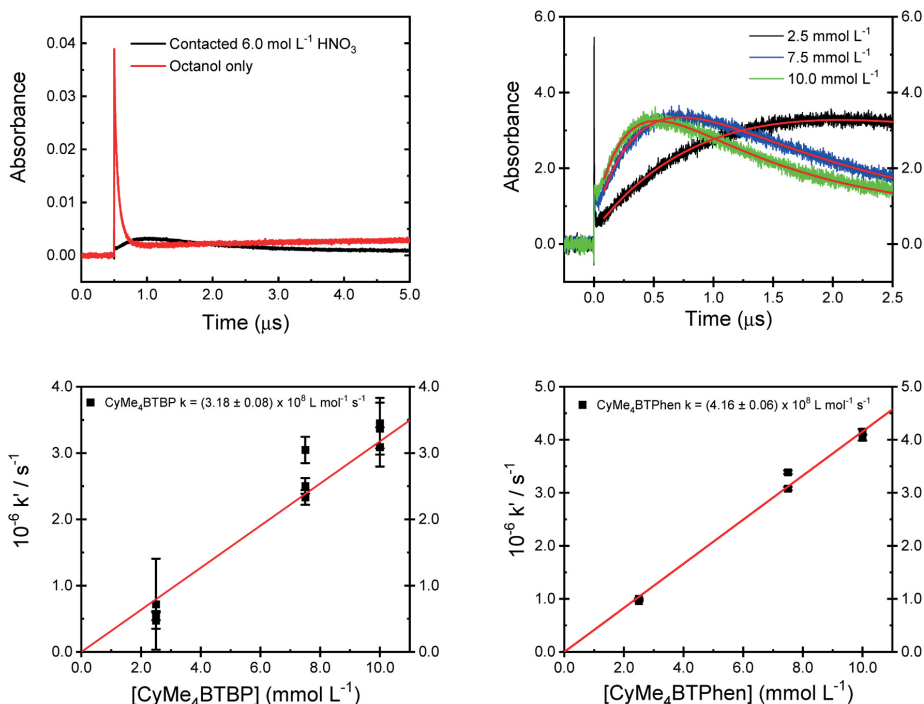 Contacted 6.0 mol L⁻¹ HNO₃
Octanol only
Absorbance
0.04
0.03
0.02
0.01
0.00
0.0 1.0 2.0 3.0 4.0 5.0
Time (μs)
2.5 mmol L⁻¹
7.5 mmol L⁻¹
10.0 mmol L⁻¹
Absorbance
6.0 6.0
4.0
5.0
4.0
3.0
2.0 2.0
1.0
0.0 0.0
0.0 0.5 1.0 1.5 2.0 2.5
Time (μs)
CyMe₄BTBP k = (3.18 ± 0.08) x 10⁸ L mol⁻¹ s⁻¹
10⁻⁶ k' / s⁻¹
4.0 4.0
3.0 3.0
2.0 2.0
1.0 1.0
0.0 0.0
0.0 2.0 4.0 6.0 8.0 10.0
[CyMe₄BTBP] (mmol L⁻¹)
CyMe₄BTPhen k = (4.16 ± 0.06) x 10⁸ L mol⁻¹ s⁻¹
10⁻⁶ k' / s⁻¹
5.0 5.0
4.0 4.0
3.0 3.0
2.0 2.0
1.0 1.0
0.0 0.0
0.0 2.0 4.0 6.0 8.0 10.0
[CyMe₄BTPhen] (mmol L⁻¹)